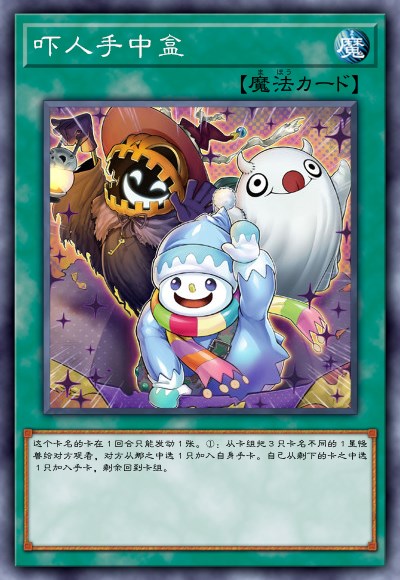 吓人手中盒
魔
【魔法カード】
ま ほう
这个卡名的卡在1回合只能发动1张。①：从卡组把3只卡名不同的1星怪
兽给对方观看，对方从那之中选1只加入自身手卡。自己从剩下的卡之中选
1只加入手卡，剩余回到卡组。